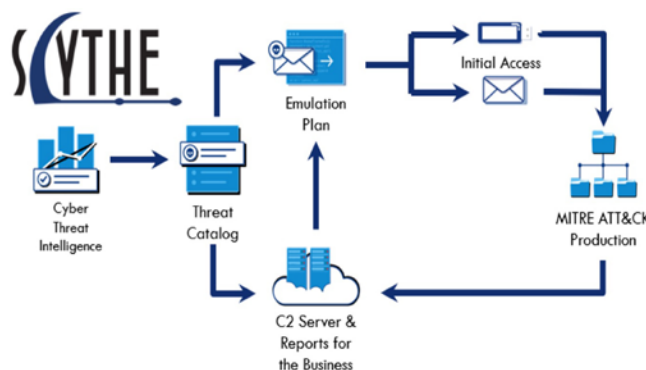 SCYTHE
Initial Access
Emulation
Plan
Cyber
Threat
Intelligence
Threat
Catalog
MITRE ATT&CK
Production
C2 Server &
Reports for
the Business